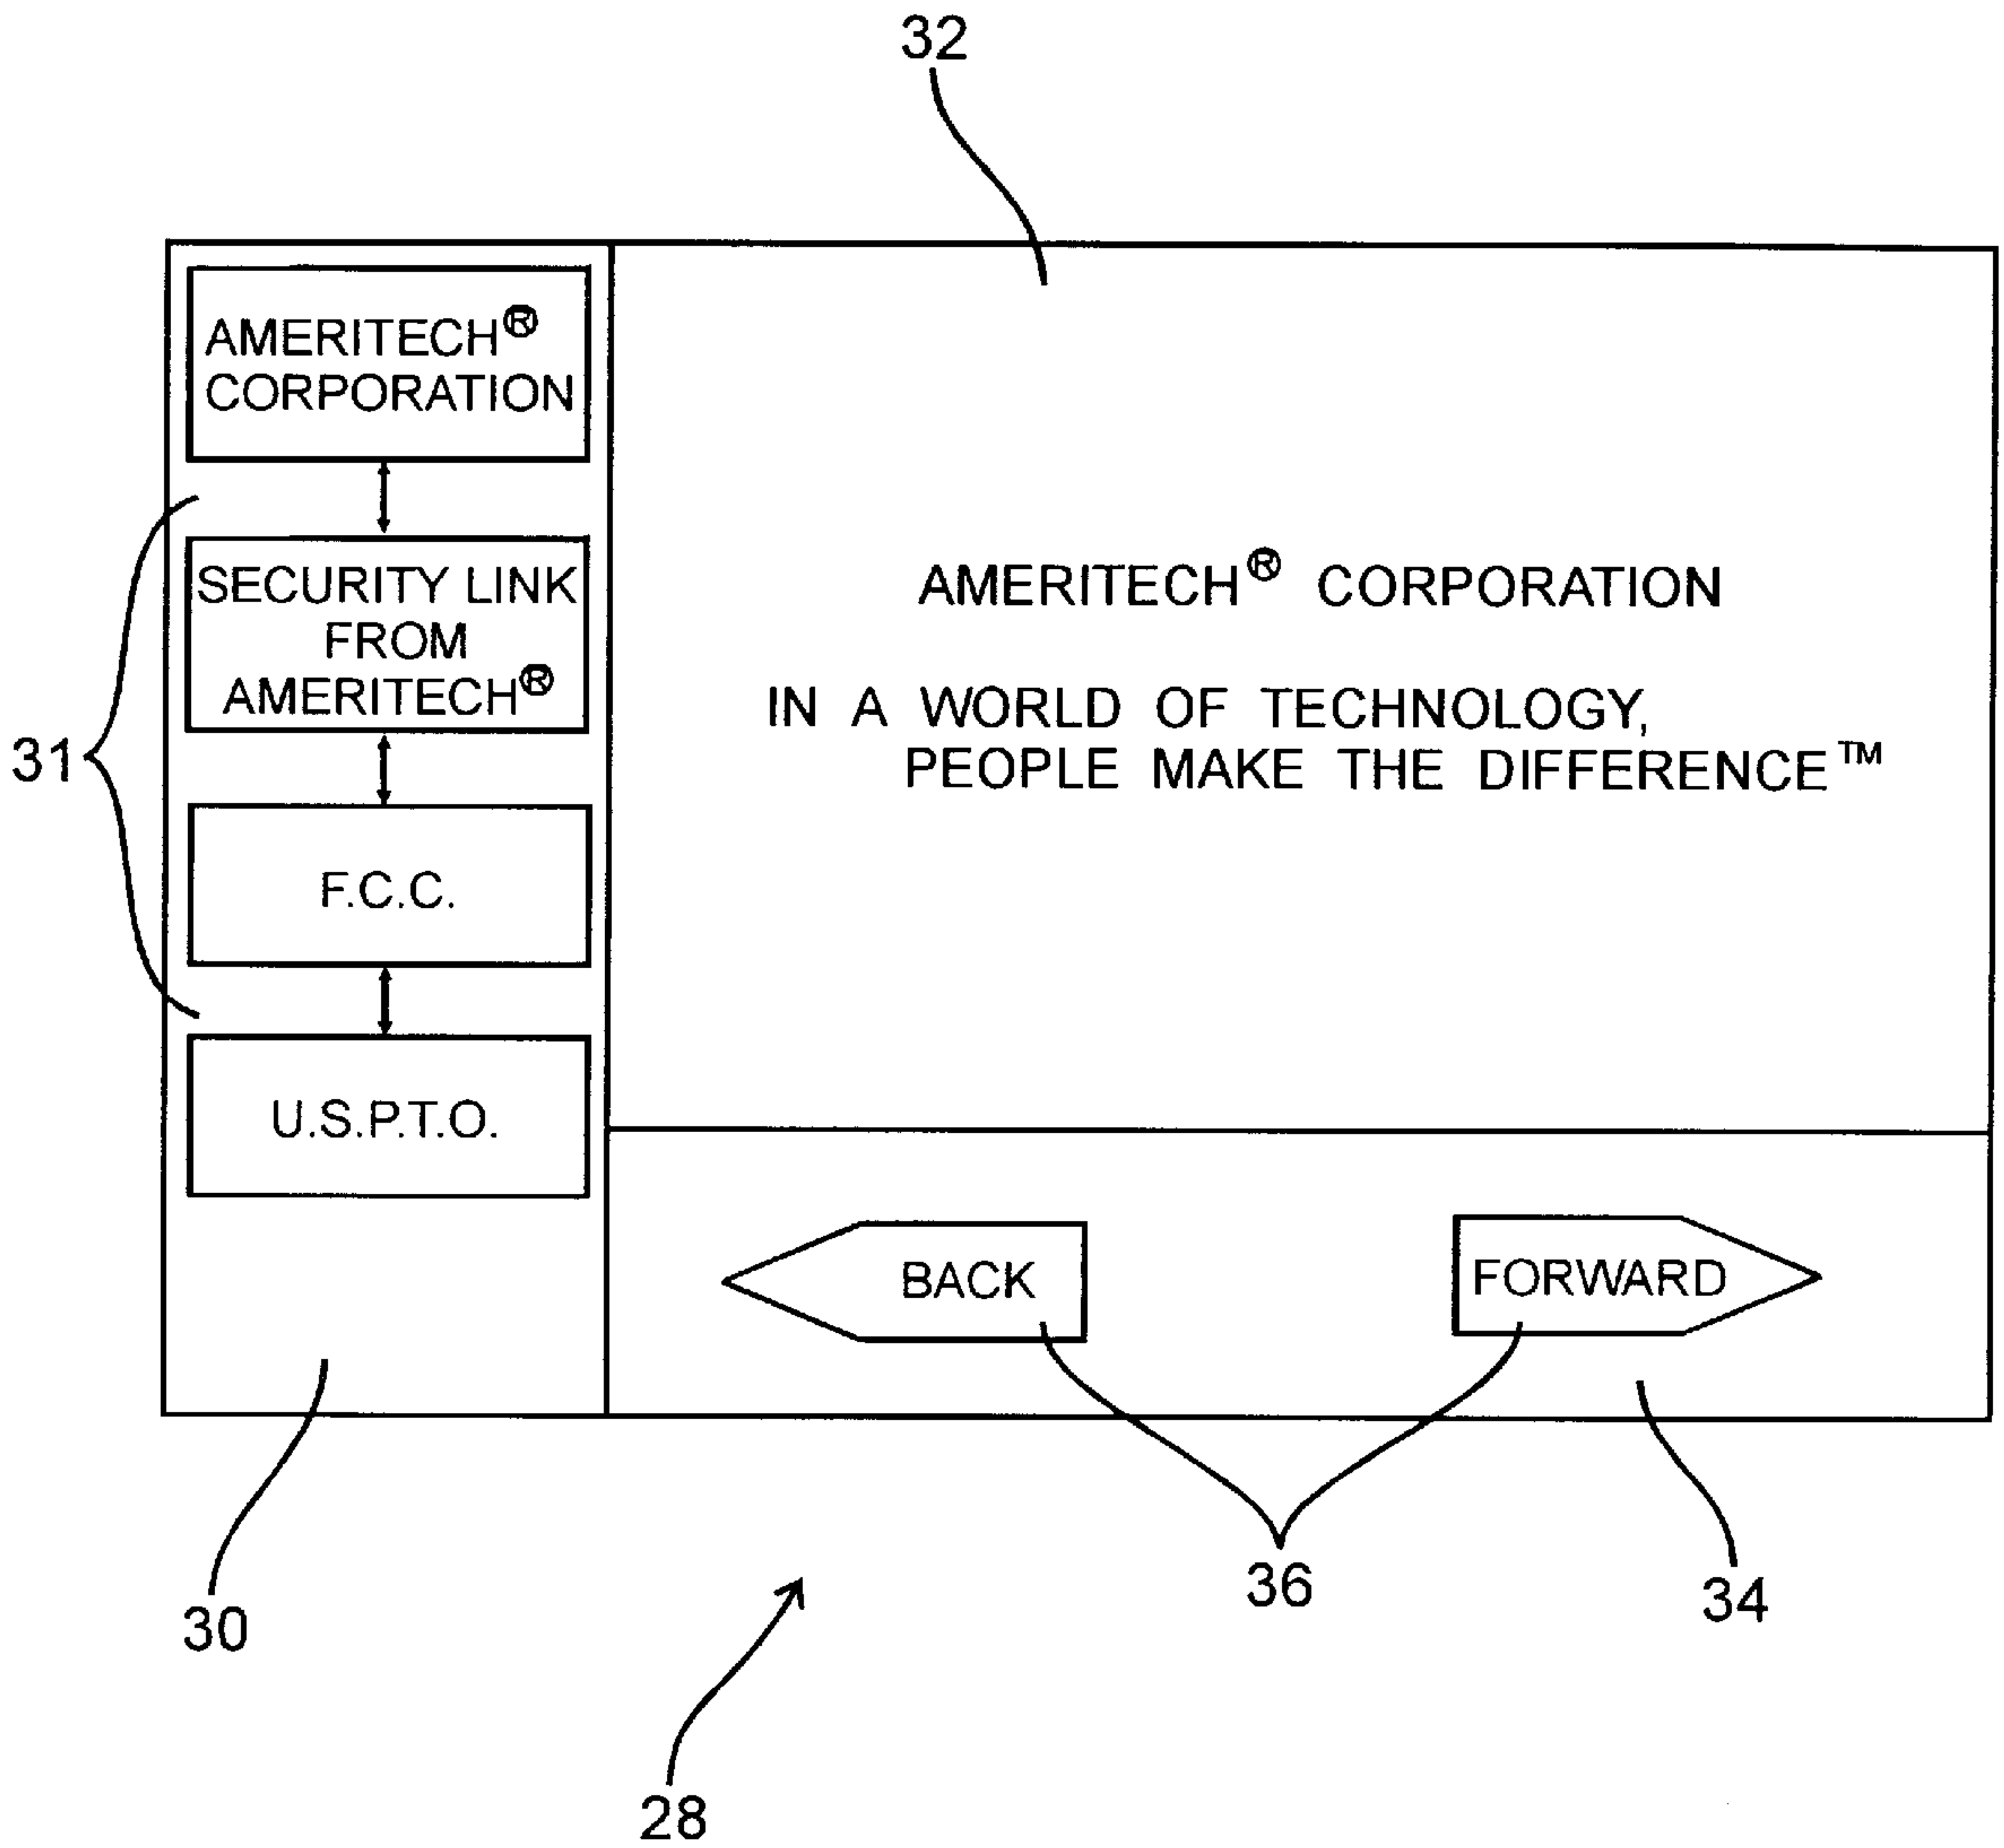 32
AMERITECH®
CORPORATION
SECURITY LINK
FROM
AMERITECH®
F.C.C.
U.S.P.T.O.
31
AMERITECH® CORPORATION
IN A WORLD OF TECHNOLOGY,
PEOPLE MAKE THE DIFFERENCE™
BACK
FORWARD
30
36
34
28